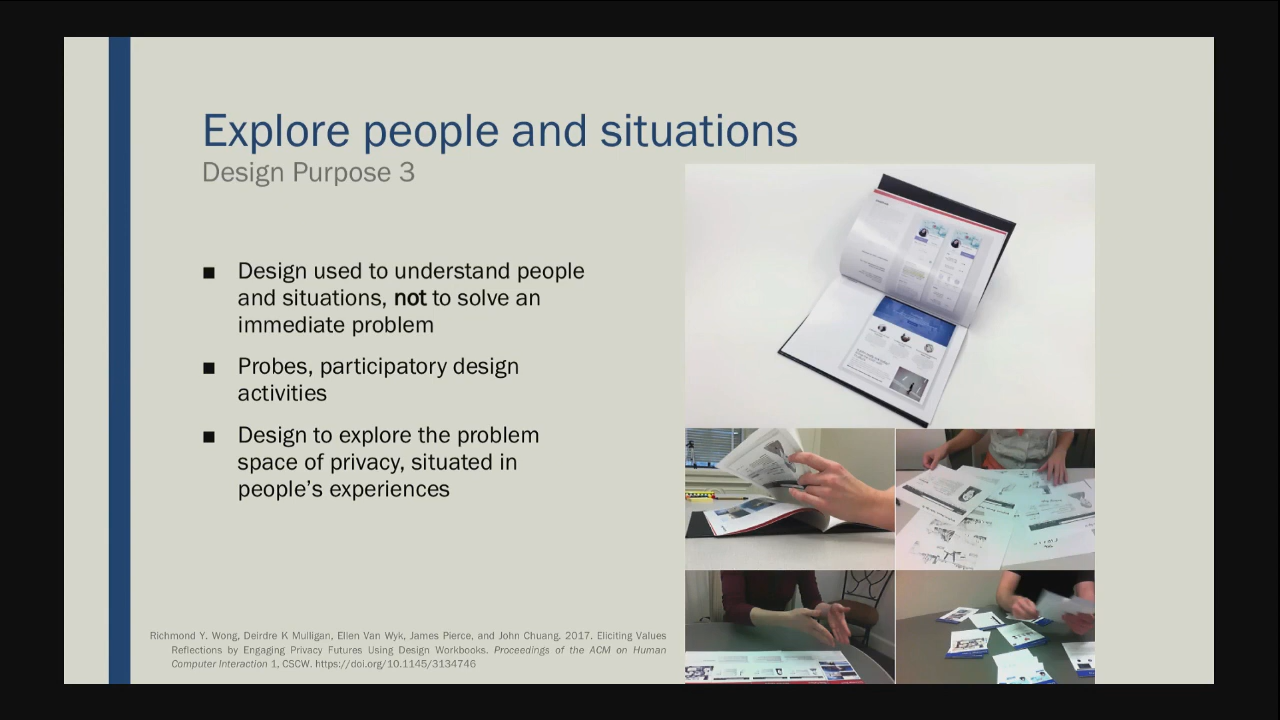 Explore people and situations
Design Purpose 3
■ Design used to understand people
and situations, not to solve an
immediate problem
■ Probes, participatory design
activities
■ Design to explore the problem
space of privacy, situated in
people’s experiences
Richmond Y. Wong, Deirdre K Mulligan, Ellen Van Wyk, James Pierce, and John Chuang. 2017. Eliciting Values
Reflections by Engaging Privacy Futures Using Design Workbooks. Proceedings of the ACM on Human
Computer Interaction 1, CSCW. https://doi.org/10.1145/3134746